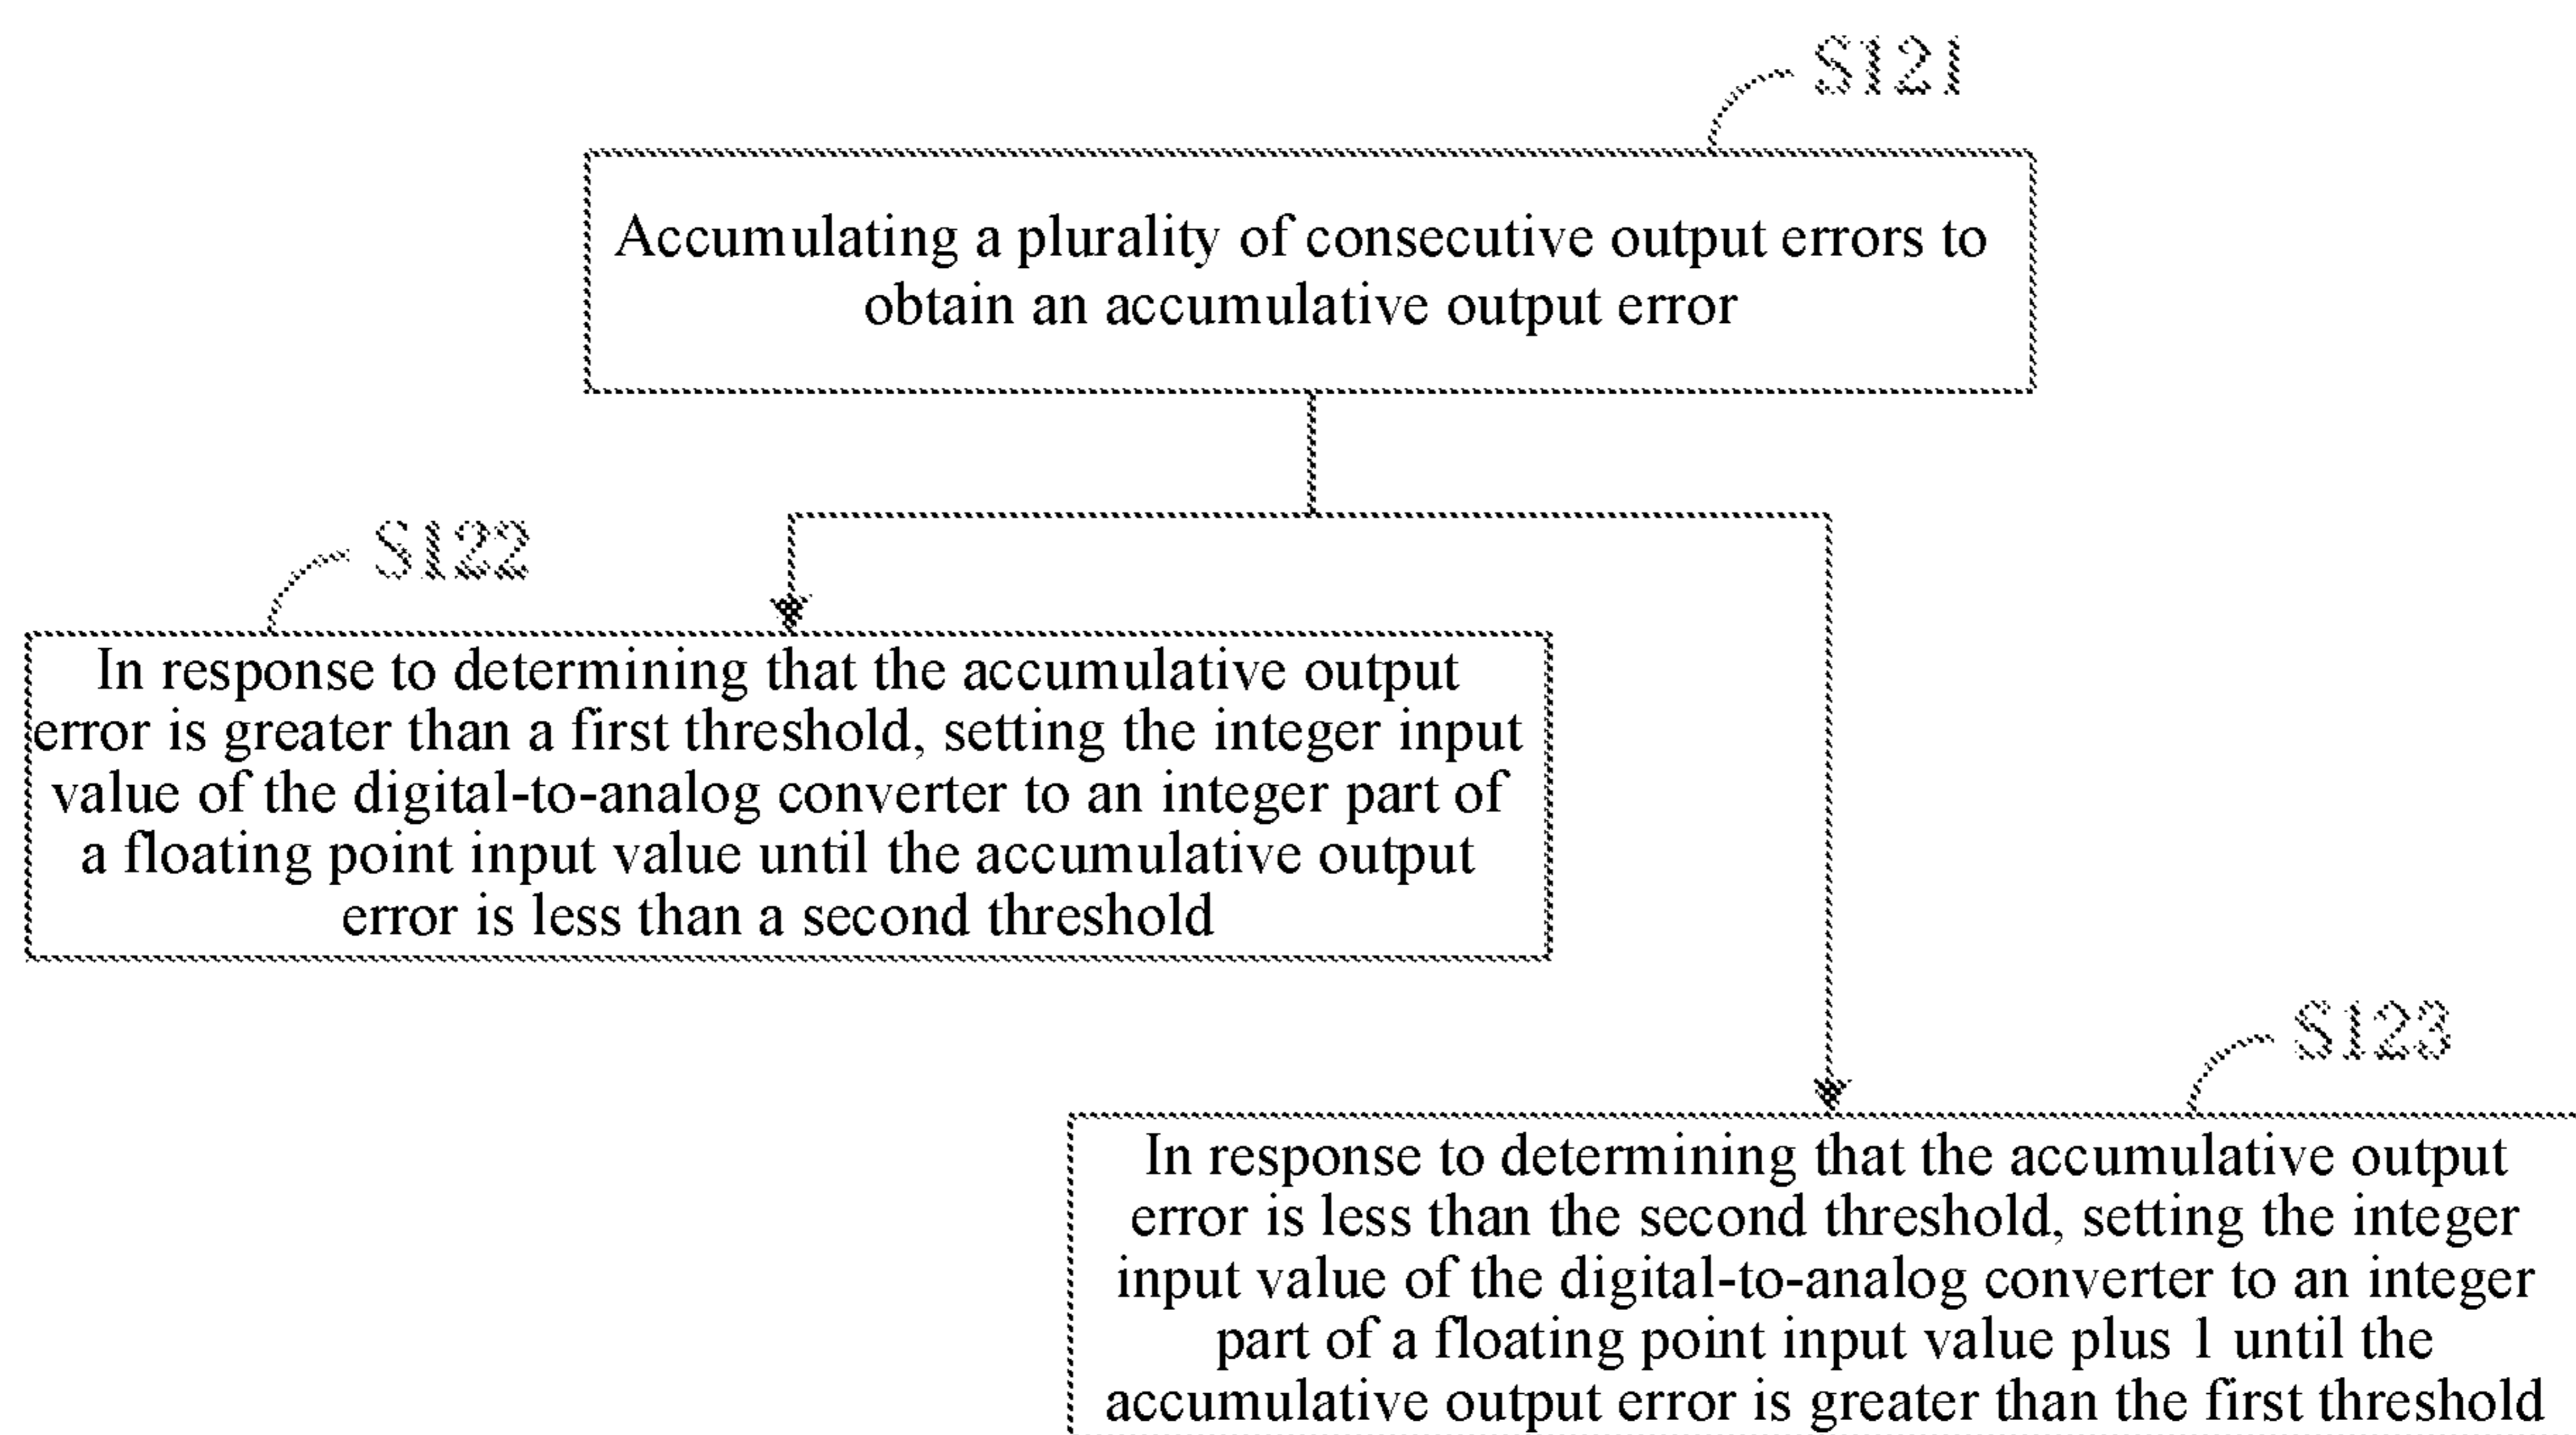 S121
Accumulating a plurality of consecutive output errors to
obtain an accumulative output error
S122
In response to determining that the accumulative output
error is greater than a first threshold, setting the integer input
value of the digital-to-analog converter to an integer part of
a floating point input value until the accumulative output
error is less than a second threshold
S123
In response to determining that the accumulative output
error is less than the second threshold, setting the integer
input value of the digital-to-analog converter to an integer
part of a floating point input value plus 1 until the
accumulative output error is greater than the first threshold